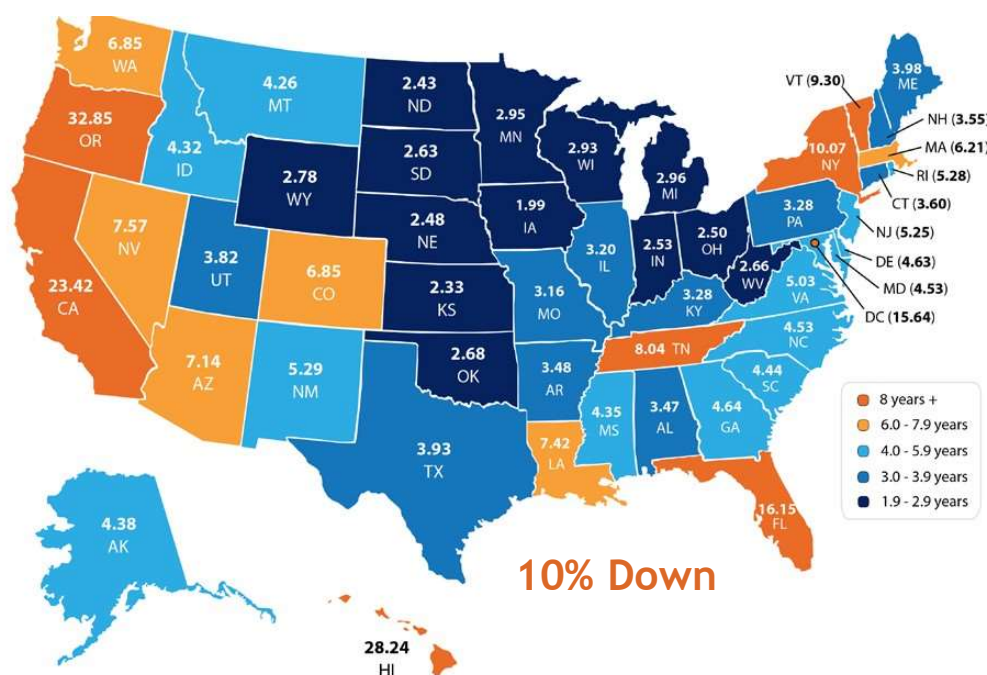 6.85
WA
32.85
OR
4.32
ID
4.26
MT
2.43
ND
2.95
MN
2.93
WI
2.96
MI
2.63
SD
2.78
WY
7.57
NV
23.42
CA
3.82
UT
6.85
CO
2.48
NE
1.99
IA
3.20
IL
2.53
IN
2.50
OH
3.28
PA
10.07
NY
VT (9.30)
3.98
ME
NH (3.55)
MA (6.21)
RI (5.28)
CT (3.60)
NJ (5.25)
DE (4.63)
MD (4.53)
DC (15.64)
2.66
WV
5.03
VA
2.33
KS
3.16
MO
3.28
KY
7.14
AZ
5.29
NM
2.68
OK
3.48
AR
8.04 TN
4.53
NC
4.44
SC
3.93
TX
7.42
LA
4.35
MS
3.47
AL
4.64
GA
16.15
FL
8 years +
6.0 - 7.9 years
4.0 - 5.9 years
3.0 - 3.9 years
1.9 - 2.9 years
4.38
AK
10% Down
28.24
HI